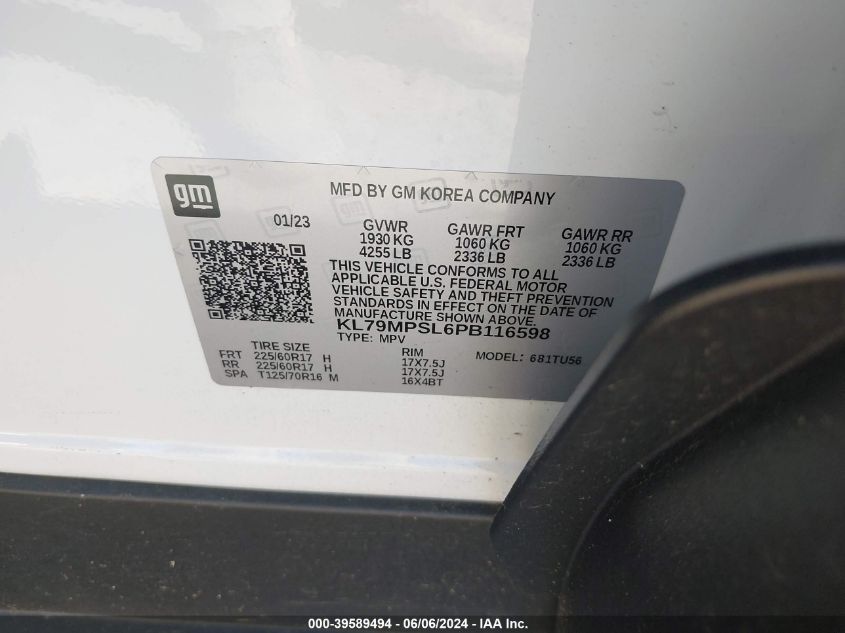 gm
MFD BY GM KOREA COMPANY
01/23
GVWR GAWR FRT GAWR RR
1930 KG 1060 KG 1060 KG
4255 LB 2336 LB 2336 LB
THIS VEHICLE CONFORMS TO ALL
APPLICABLE U.S. FEDERAL MOTOR
VEHICLE SAFETY AND THEFT PREVENTION
STANDARDS IN EFFECT ON THE DATE OF
MANUFACTURE SHOWN ABOVE.
KL79MPSL6PB116598
TYPE: MPV
MODEL: 681TU56
TIRE SIZE RIM
FRT 225/60R17 H 17X7.5J
RR 225/60R17 H 17X7.5J
SPA T125/70R16 M 16X4BT
000-39589494 - 06/06/2024 - IAA Inc.